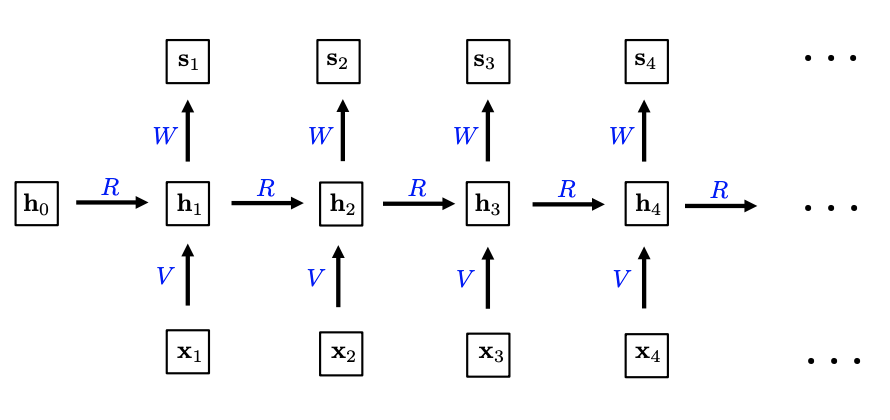 s₁ s₂ s₃ s₄ . . .
W W W W
R R R R R
h₀ h₁ h₂ h₃ h₄ . . .
V V V V
x₁ x₂ x₃ x₄ . . .